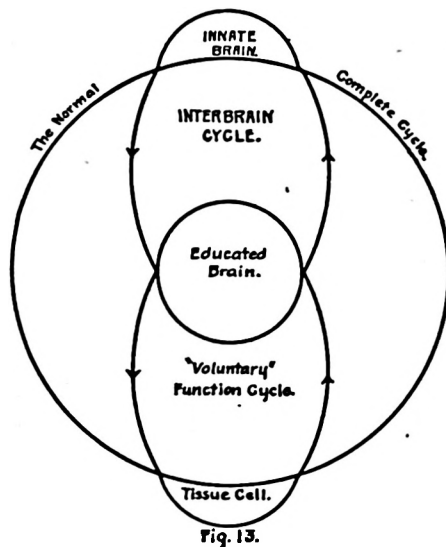 INNATE
BRAIN.
The Normal
Complete Cycle.
INTERBRAIN
CYCLE.
Educated
Brain.
"Voluntary"
Function Cycle.
Tissue Cell.
Fig. 13.